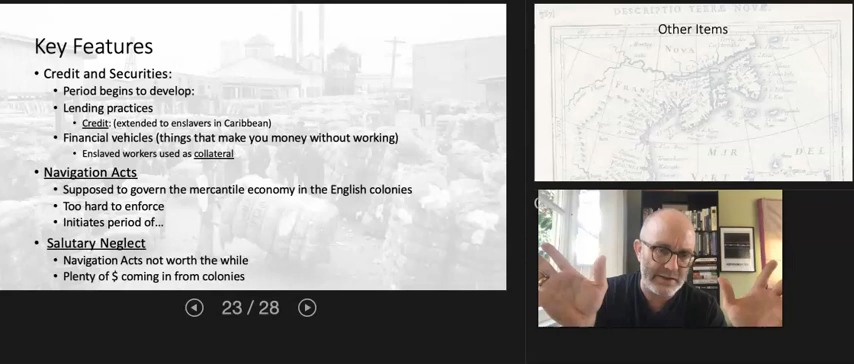 Key Features
• Credit and Securities:
• Period begins to develop:
• Lending practices
• Credit: (extended to enslavers in Caribbean)
• Financial vehicles (things that make you money without working)
• Enslaved workers used as collateral
• Navigation Acts
• Supposed to govern the mercantile economy in the English colonies
• Too hard to enforce
• Initiates period of...
• Salutary Neglect
• Navigation Acts not worth the while
• Plenty of $ coming in from colonies
23 / 28
DESCRIPTIO TERRÆ NOVÆ.
Other Items
NOVA
FRAN
MAR DEL